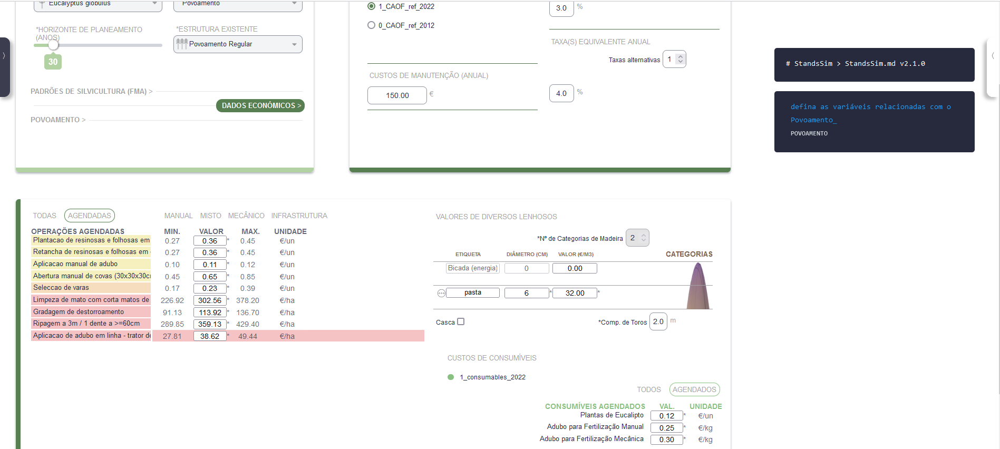 Eucalyptus globulus
Povoamento
*HORIZONTE DE PLANEAMENTO
(ANOS)
30
*ESTRUTURA EXISTENTE
Povoamento Regular
PADRÕES DE SILVICULTURA (FMA) >
DADOS ECONÓMICOS >
POVOAMENTO >
1_CAOF_ref_2022
0_CAOF_ref_2012
CUSTOS DE MANUTENÇÃO (ANUAL)
150.00 €
3.0 %
TAXA(S) EQUIVALENTE ANUAL
Taxas alternativas 1
4.0 %
# StandsSim > StandsSim.md v2.1.0
defina as variáveis relacionadas com o
Povoamento_
POVOAMENTO
TODAS AGENDADAS MANUAL MISTO MECÂNICO INFRASTRUTURA
OPERAÇÕES AGENDADAS MIN. VALOR MAX. UNIDADE
Plantacao de resinosas e folhosas em 0.27 0.36 * 0.45 €/un
Retancha de resinosas e folhosas em 0.27 0.36 * 0.45 €/un
Aplicacao manual de adubo 0.10 0.11 * 0.12 €/un
Abertura manual de covas (30x30x30c 0.45 0.65 * 0.85 €/un
Seleccao de varas 0.17 0.23 * 0.39 €/un
Limpeza de mato com corta matos de 226.92 302.56 * 378.20 €/ha
Gradagem de destorroamento 91.13 113.92 * 136.70 €/ha
Ripagem a 3m / 1 dente a >=60cm 289.85 359.13 * 429.40 €/ha
Aplicacao de adubo em linha - trator de 27.81 38.62 * 49.44 €/ha
VALORES DE DIVERSOS LENHOSOS
*Nº de Categorias de Madeira 2
ETIQUETA DIÂMETRO (CM) VALOR (€/M3) CATEGORIAS
Bicada (energia) 0 0.00
pasta 6 * 32.00 *
Casca *Comp. de Toros 2.0 m
CUSTOS DE CONSUMÍVEIS
1_consumables_2022
TODOS AGENDADOS
CONSUMÍVEIS AGENDADOS VAL. UNIDADE
Plantas de Eucalipto 0.12 * €/un
Adubo para Fertilização Manual 0.25 * €/kg
Adubo para Fertilização Mecânica 0.30 * €/kg